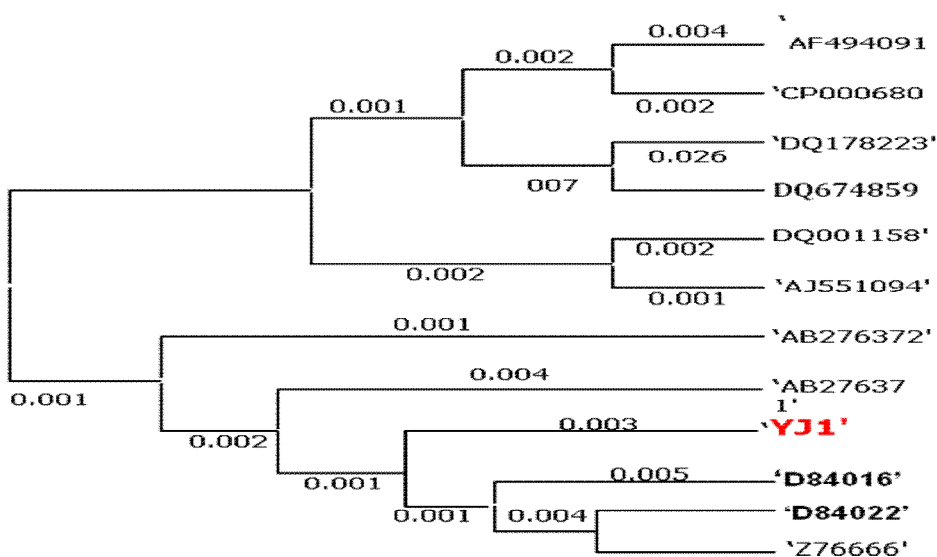 `
0.004
AF494091
0.002
0.002
`CP000680
0.001
`DQ178223'
0.026
007
DQ674859
DQ001158'
0.002
0.002
`AJ551094'
0.001
0.001
`AB276372'
0.004
`AB27637
1'
0.001
0.003
`YJ1'
0.002
0.005
'D84016'
0.001
0.001
0.004
'D84022'
`Z76666'